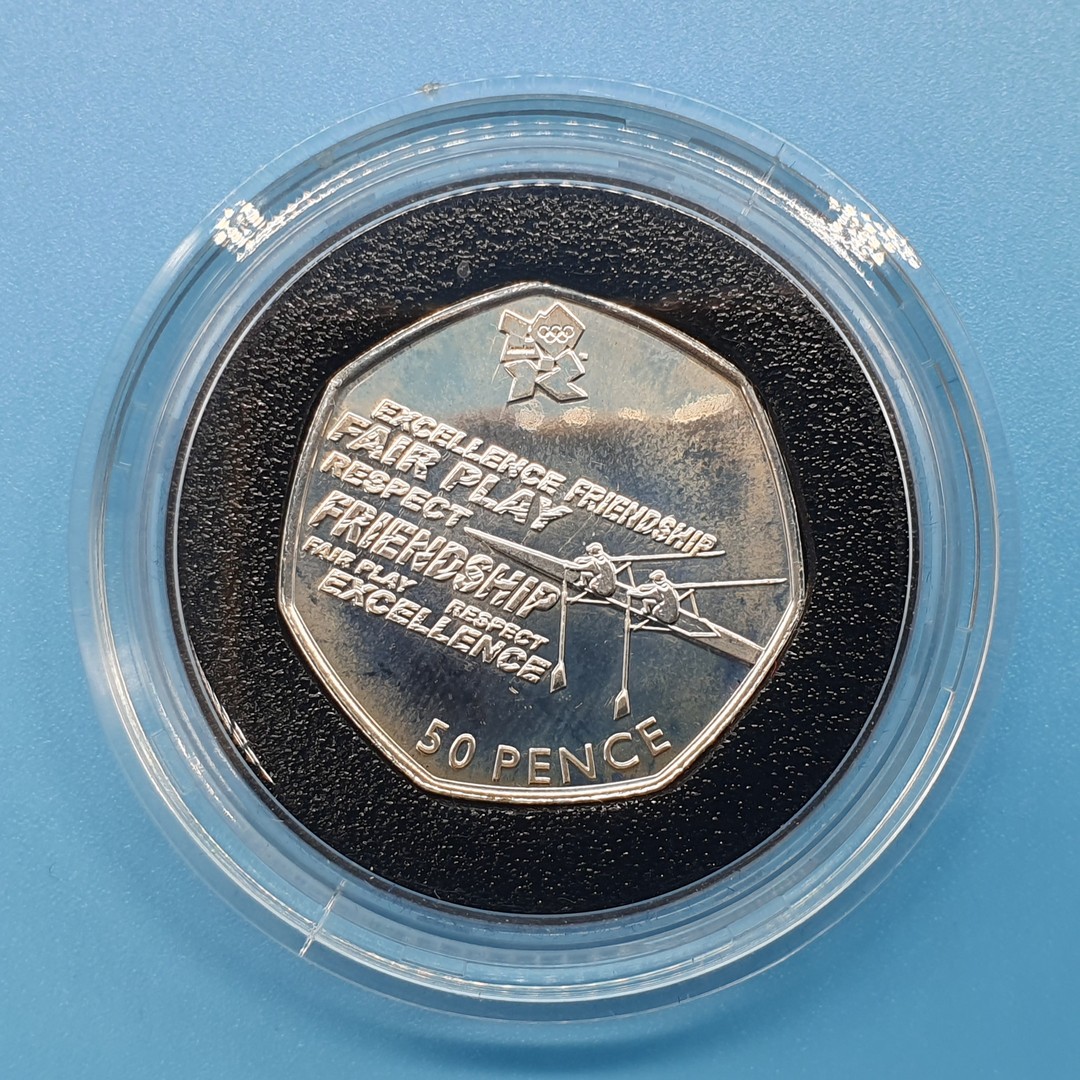 EXCELLENCE FRIENDSHIP
FAIR PLAY
RESPECT
FRIENDSHIP
FAIR PLAY RESPECT
EXCELLENCE
50 PENCE